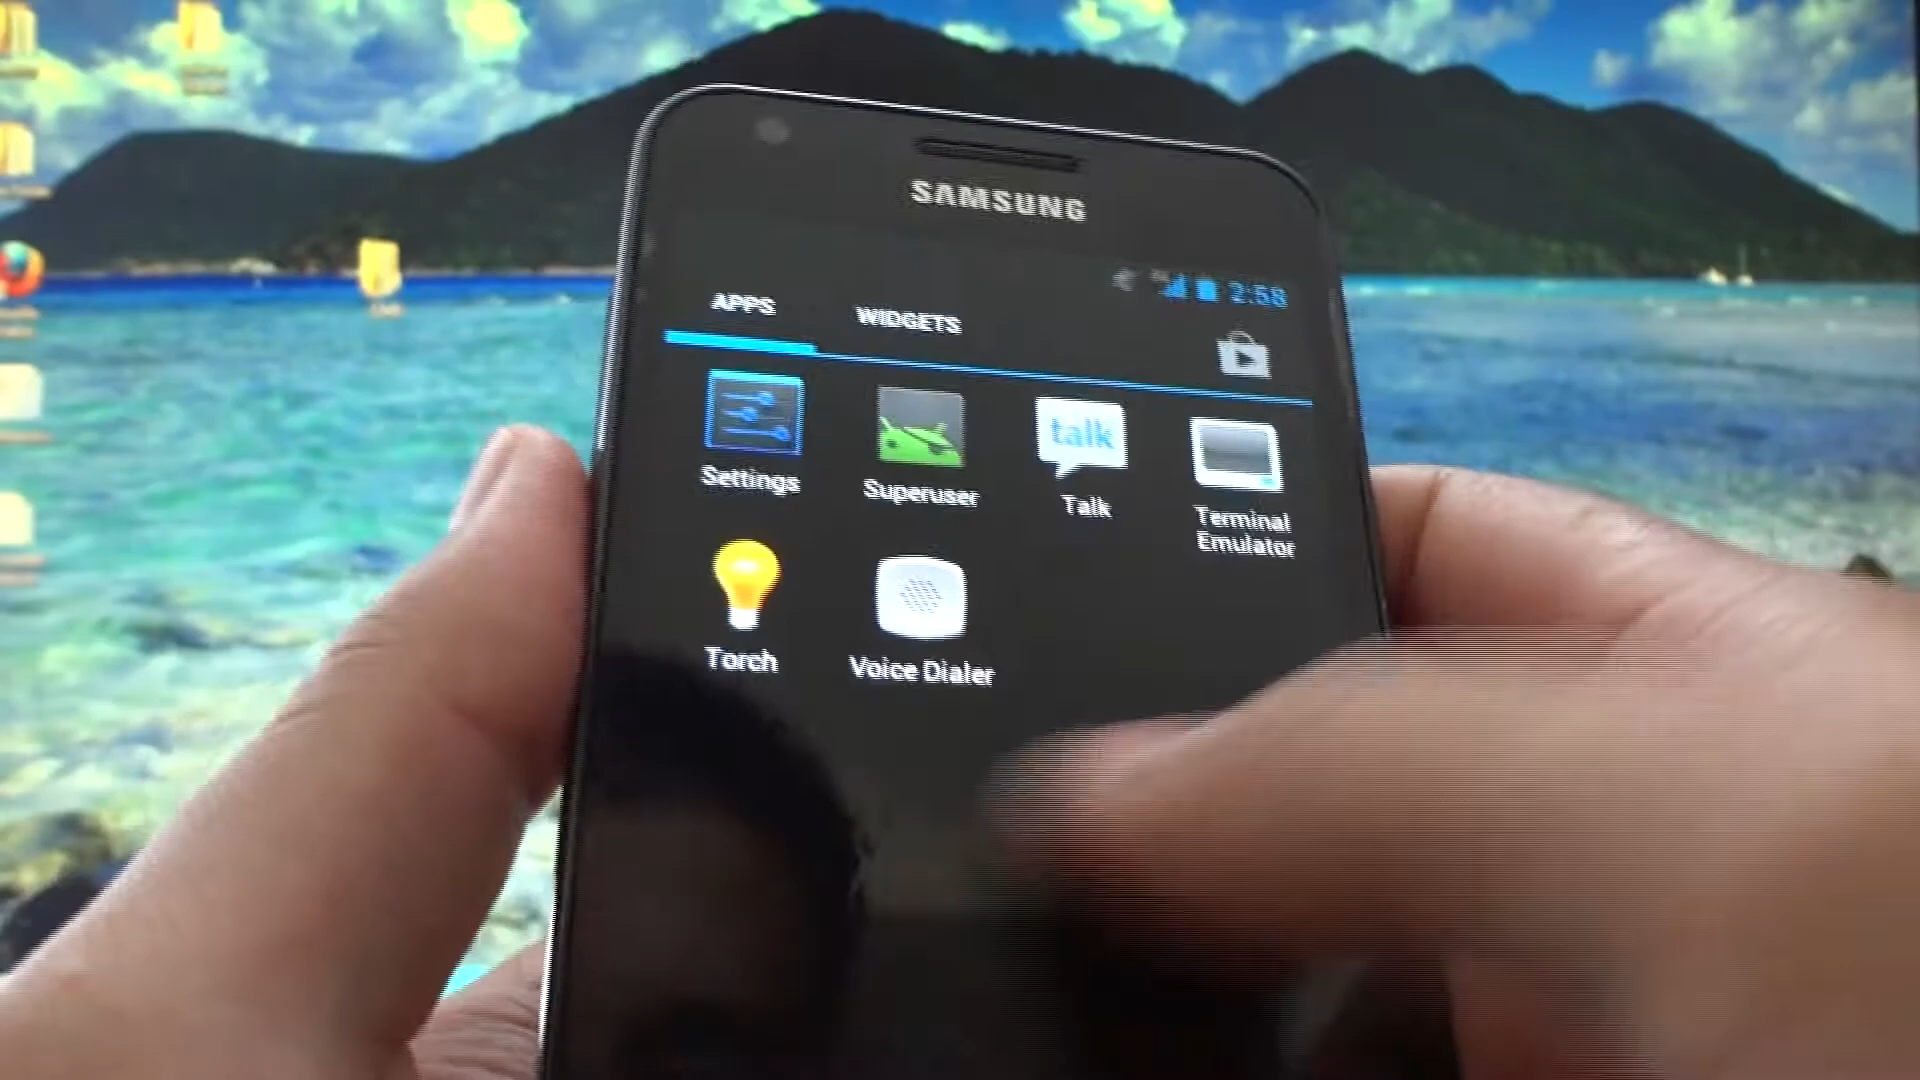 SAMSUNG
2:58
APPS
WIDGETS
talk
Settings
Superuser
Talk
Terminal
Emulator
Torch
Voice Dialer